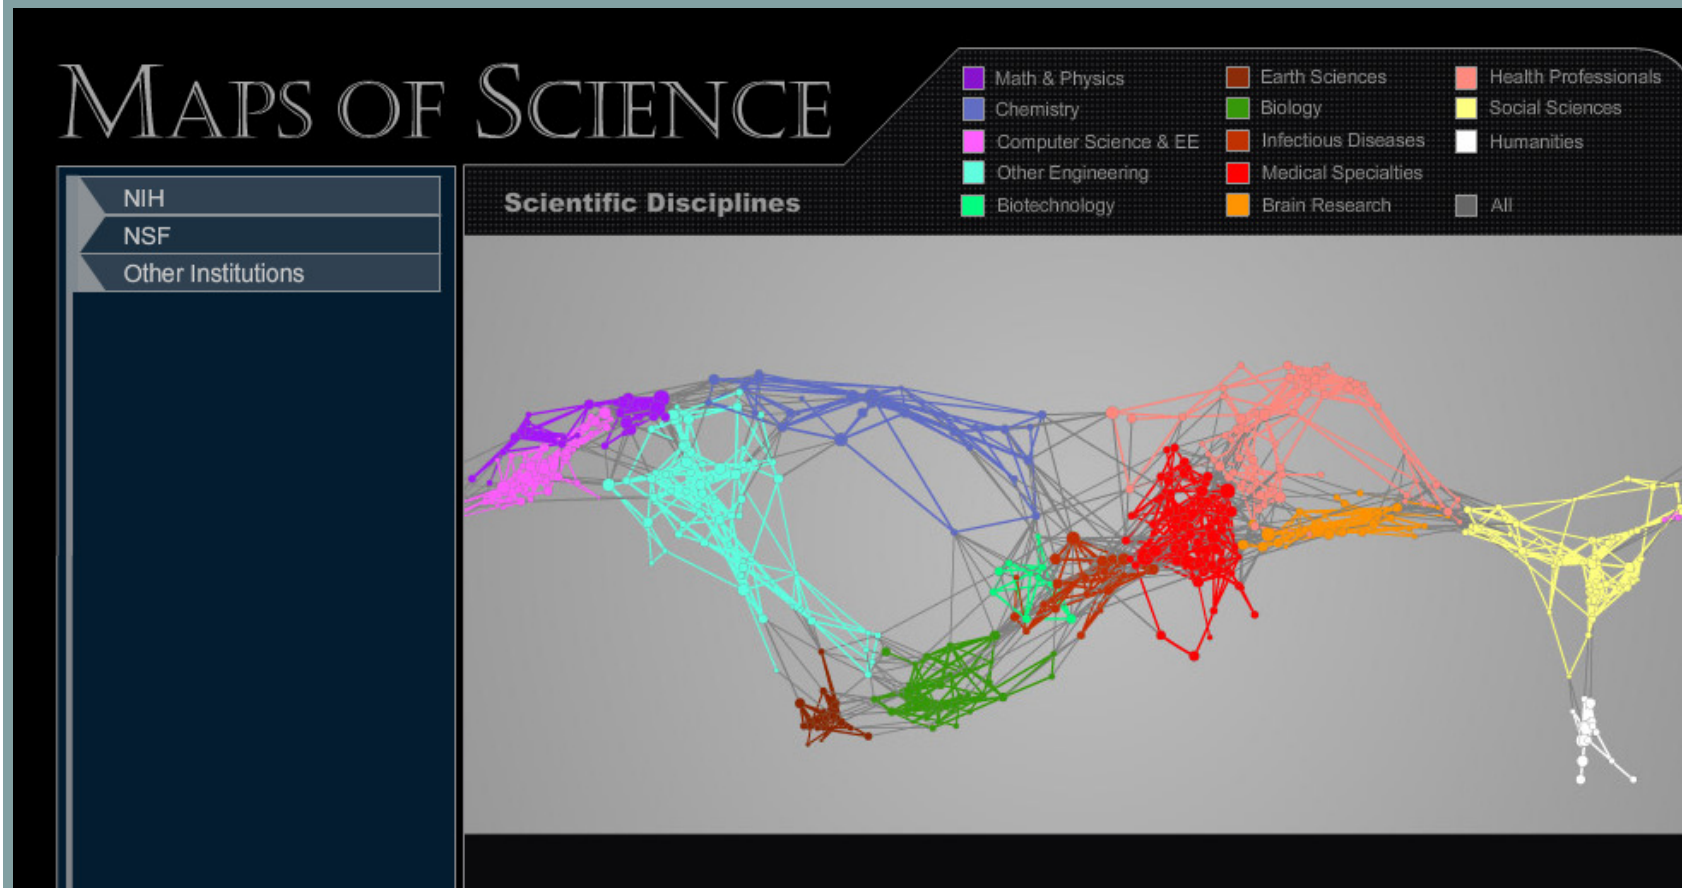 MAPS OF SCIENCE
NIH
NSF
Other Institutions
Scientific Disciplines
Math & Physics
Chemistry
Computer Science & EE
Other Engineering
Biotechnology
Earth Sciences
Biology
Infectious Diseases
Medical Specialties
Brain Research
Health Professionals
Social Sciences
Humanities
All